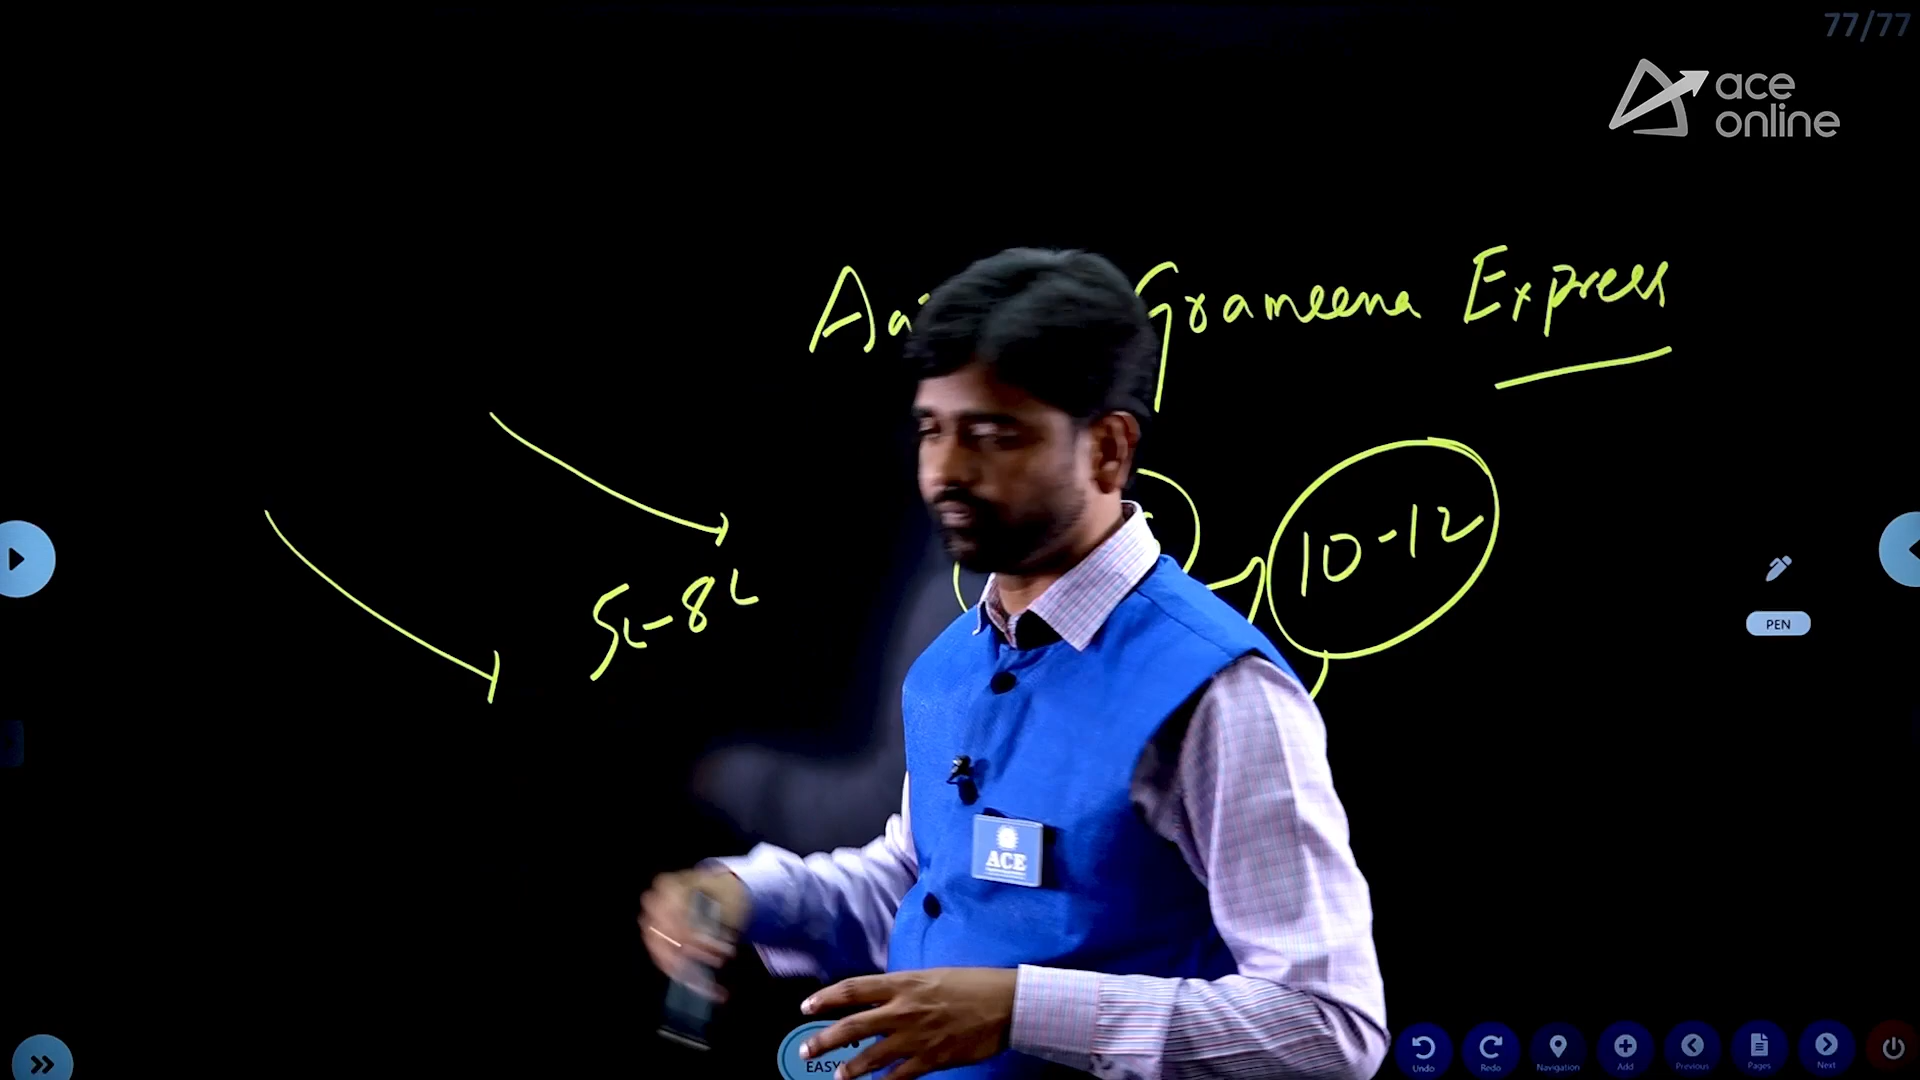 77/77
ace
online
Grameena Express
10-12
5L-8L
PEN
ACE
EASY
Undo
Redo
Navigation
Add
Previous
Pages
Next